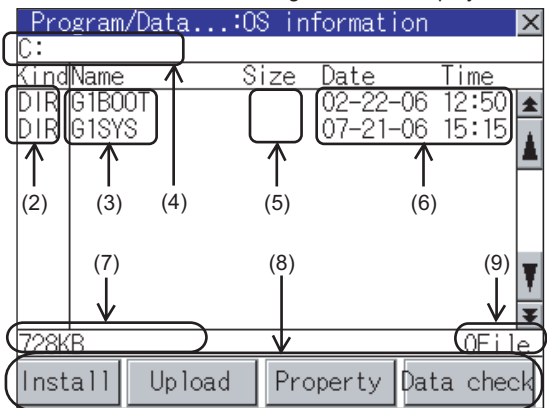 Program/Data...:OS information
C:
Kind Name Size Date Time
DIR G1BOOT 02-22-06 12:50
DIR G1SYS 07-21-06 15:15
(2) (3) (4) (5) (6)
(7) (8) (9)
728KB 0File
Install Upload Property Data check